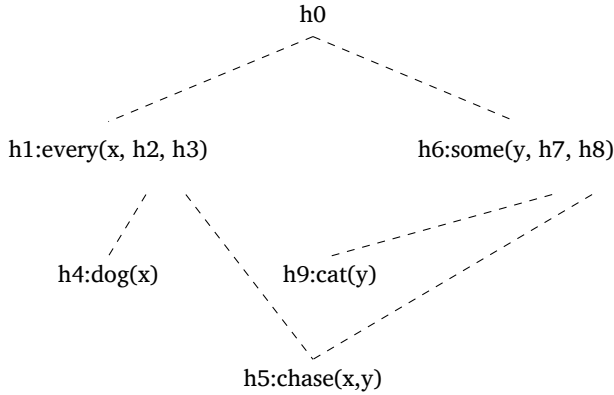 h0
h1:every(x, h2, h3)
h6:some(y, h7, h8)
h4:dog(x)
h9:cat(y)
h5:chase(x,y)